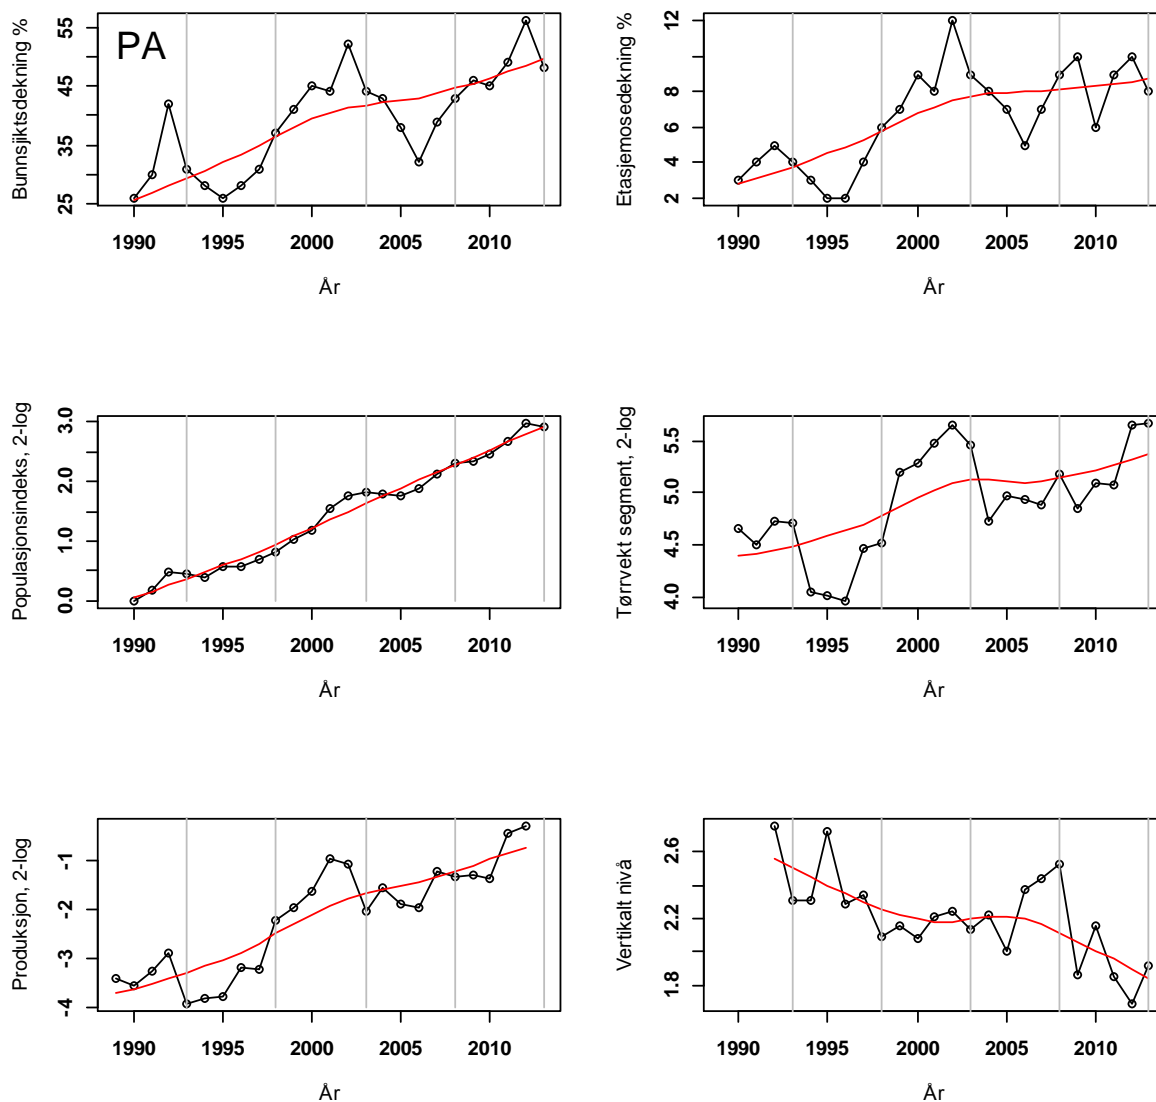 PA
Bunnsjiktsdekning %
55
45
35
25
1990 1995 2000 2005 2010
År
Etasjemosedekning %
12
10
8
6
4
2
1990 1995 2000 2005 2010
År
Populasjonsindeks, 2-log
3.0
2.0
1.0
0.0
1990 1995 2000 2005 2010
År
Tørrvekt segment, 2-log
5.5
5.0
4.5
4.0
1990 1995 2000 2005 2010
År
Produksjon, 2-log
-1
-2
-3
-4
1990 1995 2000 2005 2010
År
Vertikalt nivå
2.6
2.2
1.8
1990 1995 2000 2005 2010
År